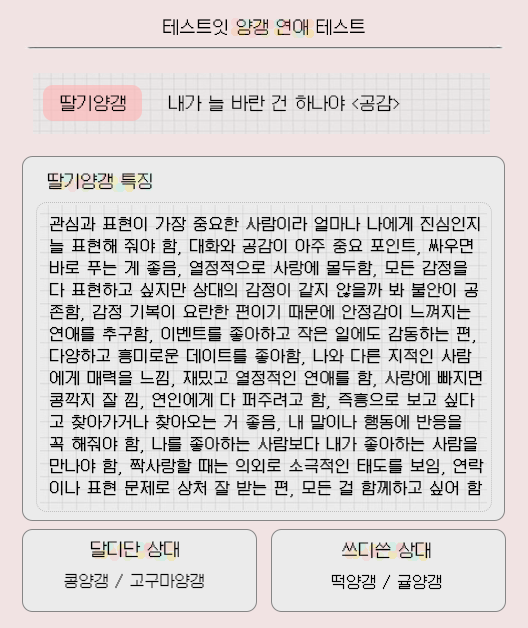 테스트잇 양갱 연애 테스트
딸기양갱 내가 늘 바란 건 하나야 <공감>
딸기양갱 특징
관심과 표현이 가장 중요한 사람이라 얼마나 나에게 진심인지
늘 표현해 줘야 함, 대화와 공감이 아주 중요 포인트, 싸우면
바로 푸는 게 좋음, 열정적으로 사랑에 몰두함, 모든 감정을
다 표현하고 싶지만 상대의 감정이 같지 않을까 봐 불안이 공
존함, 감정 기복이 요란한 편이기 때문에 안정감이 느껴지는
연애를 추구함, 이벤트를 좋아하고 작은 일에도 감동하는 편,
다양하고 흥미로운 데이트를 좋아함, 나와 다른 지적인 사람
에게 매력을 느낌, 재밌고 열정적인 연애를 함, 사랑에 빠지면
콩깍지 잘 낌, 연인에게 다 퍼주려고 함, 즉흥으로 보고 싶다
고 찾아가거나 찾아오는 거 좋음, 내 말이나 행동에 반응을
꼭 해줘야 함, 나를 좋아하는 사람보다 내가 좋아하는 사람을
만나야 함, 짝사랑할 때는 의외로 소극적인 태도를 보임, 연락
이나 표현 문제로 상처 잘 받는 편, 모든 걸 함께하고 싶어 함
달디단 상대
콩양갱 / 고구마양갱
쓰디쓴 상대
떡양갱 / 귤양갱